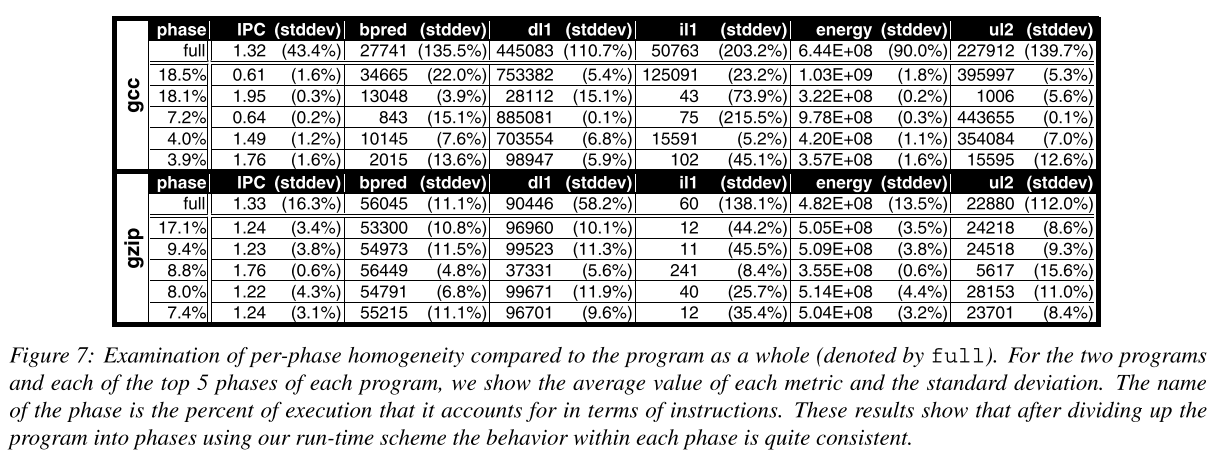 phase IPC (stddev) bpred (stddev) dl1 (stddev) il1 (stddev) energy (stddev) ul2 (stddev)
full 1.32 (43.4%) 27741 (135.5%) 445083 (110.7%) 50763 (203.2%) 6.44E+08 (90.0%) 227912 (139.7%)
18.5% 0.61 (1.6%) 34665 (22.0%) 753382 (5.4%) 125091 (23.2%) 1.03E+09 (1.8%) 395997 (5.3%)
18.1% 1.95 (0.3%) 13048 (3.9%) 28112 (15.1%) 43 (73.9%) 3.22E+08 (0.2%) 1006 (5.6%)
7.2% 0.64 (0.2%) 843 (15.1%) 885081 (0.1%) 75 (215.5%) 9.78E+08 (0.3%) 443655 (0.1%)
4.0% 1.49 (1.2%) 10145 (7.6%) 703554 (6.8%) 15591 (5.2%) 4.20E+08 (1.1%) 354084 (7.0%)
3.9% 1.76 (1.6%) 2015 (13.6%) 98947 (5.9%) 102 (45.1%) 3.57E+08 (1.6%) 15595 (12.6%)
gcc
phase IPC (stddev) bpred (stddev) dl1 (stddev) il1 (stddev) energy (stddev) ul2 (stddev)
full 1.33 (16.3%) 56045 (11.1%) 90446 (58.2%) 60 (138.1%) 4.82E+08 (13.5%) 22880 (112.0%)
17.1% 1.24 (3.4%) 53300 (10.8%) 96960 (10.1%) 12 (44.2%) 5.05E+08 (3.5%) 24218 (8.6%)
9.4% 1.23 (3.8%) 54973 (11.5%) 99523 (11.3%) 11 (45.5%) 5.09E+08 (3.8%) 24518 (9.3%)
8.8% 1.76 (0.6%) 56449 (4.8%) 37331 (5.6%) 241 (8.4%) 3.55E+08 (0.6%) 5617 (15.6%)
8.0% 1.22 (4.3%) 54791 (6.8%) 99671 (11.9%) 40 (25.7%) 5.14E+08 (4.4%) 28153 (11.0%)
7.4% 1.24 (3.1%) 55215 (11.1%) 96701 (9.6%) 12 (35.4%) 5.04E+08 (3.2%) 23701 (8.4%)
gzip
Figure 7: Examination of per-phase homogeneity compared to the program as a whole (denoted by full). For the two programs
and each of the top 5 phases of each program, we show the average value of each metric and the standard deviation. The name
of the phase is the percent of execution that it accounts for in terms of instructions. These results show that after dividing up the
program into phases using our run-time scheme the behavior within each phase is quite consistent.